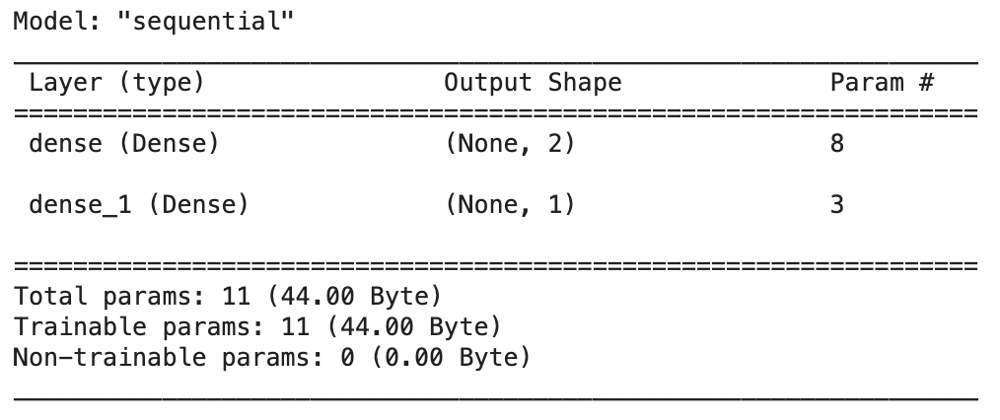 Model: "sequential"
_________________________________________________________________
Layer (type) Output Shape Param #
=================================================================
dense (Dense) (None, 2) 8
dense_1 (Dense) (None, 1) 3
=================================================================
Total params: 11 (44.00 Byte)
Trainable params: 11 (44.00 Byte)
Non-trainable params: 0 (0.00 Byte)
_________________________________________________________________